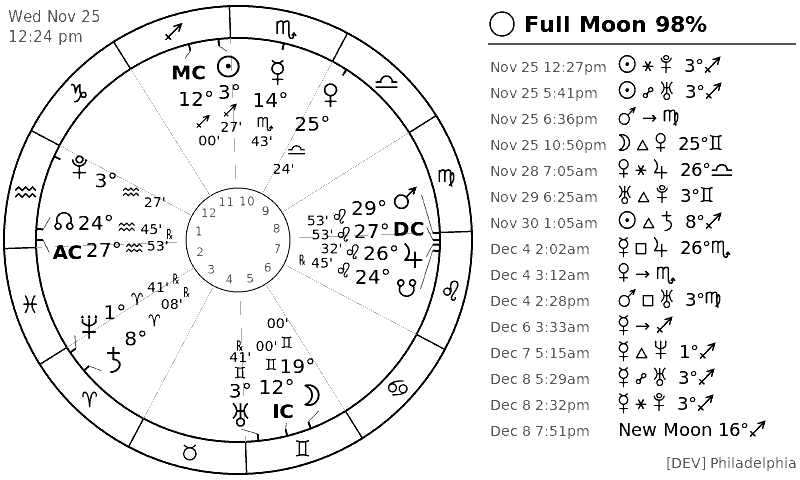 Wed Nov 25
12:24 pm
♐ ♏ ♎ ♍ ♌ ♋ ♊ ♉ ♈ ♓ ♒ ♑
MC 12° ♐ 00'
☉ 3° ♐ 27'
☿ 14° ♏ 43'
♀ 25° ♎ 24'
♇ 3° ♒ 27'
☊ 24° ♒ 45' ℞
AC 27° ♒ 53'
♆ 1° ♈ 41' ℞
♄ 8° ♈ 08' ℞
♂ 29° ♌ 53'
DC 27° ♌ 53'
♃ 26° ♌ 32'
☋ 24° ♌ 45' ℞
♅ 3° ♊ 41' ℞
IC 12° ♊ 00'
☽ 19° ♊ 00'
1 2 3 4 5 6 7 8 9 10 11 12
Full Moon 98%
Nov 25 12:27pm ☉ ⚹ ♇ 3°♐
Nov 25 5:41pm ☉ ☍ ♅ 3°♐
Nov 25 6:36pm ♂ → ♍
Nov 25 10:50pm ☽ △ ♀ 25°♊
Nov 28 7:05am ♀ ⚹ ♃ 26°♎
Nov 29 6:25am ♅ △ ♇ 3°♊
Nov 30 1:05am ☉ △ ♄ 8°♐
Dec 4 2:02am ☿ □ ♃ 26°♏
Dec 4 3:12am ♀ → ♏
Dec 4 2:28pm ♂ □ ♅ 3°♍
Dec 6 3:33am ☿ → ♐
Dec 7 5:15am ☿ △ ♆ 1°♐
Dec 8 5:29am ☿ ☍ ♅ 3°♐
Dec 8 2:32pm ☿ ⚹ ♇ 3°♐
Dec 8 7:51pm New Moon 16°♐
[DEV] Philadelphia